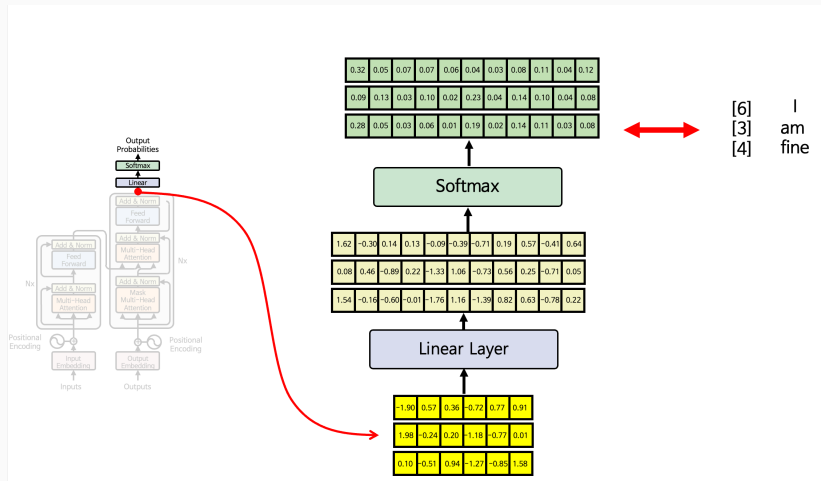 0.32 0.05 0.07 0.07 0.06 0.04 0.03 0.08 0.11 0.04 0.12
0.09 0.13 0.03 0.10 0.02 0.23 0.04 0.14 0.10 0.04 0.08
0.28 0.05 0.03 0.06 0.01 0.19 0.02 0.14 0.11 0.03 0.08
[6] I
[3] am
[4] fine
Softmax
1.62 −0.30 0.14 0.13 −0.09 −0.39 −0.71 0.19 0.57 −0.41 0.64
0.08 0.46 −0.89 0.22 −1.33 1.06 −0.73 0.56 0.25 −0.71 0.05
1.54 −0.16 −0.60 −0.01 −1.76 1.16 −1.39 0.82 0.63 −0.78 0.22
Linear Layer
−1.90 0.57 0.36 −0.72 0.77 0.91
1.98 −0.24 0.20 −1.18 −0.77 0.01
0.10 −0.51 0.94 −1.27 −0.85 1.58
Output
Probabilities
Softmax
Linear
Add & Norm
Feed
Forward
Add & Norm
Multi-Head
Attention
Nx
Add & Norm
Mask
Multi-Head
Attention
Add & Norm
Feed
Forward
Nx
Add & Norm
Multi-Head
Attention
Positional
Encoding
Positional
Encoding
Input
Embedding
Output
Embedding
Inputs
Outputs